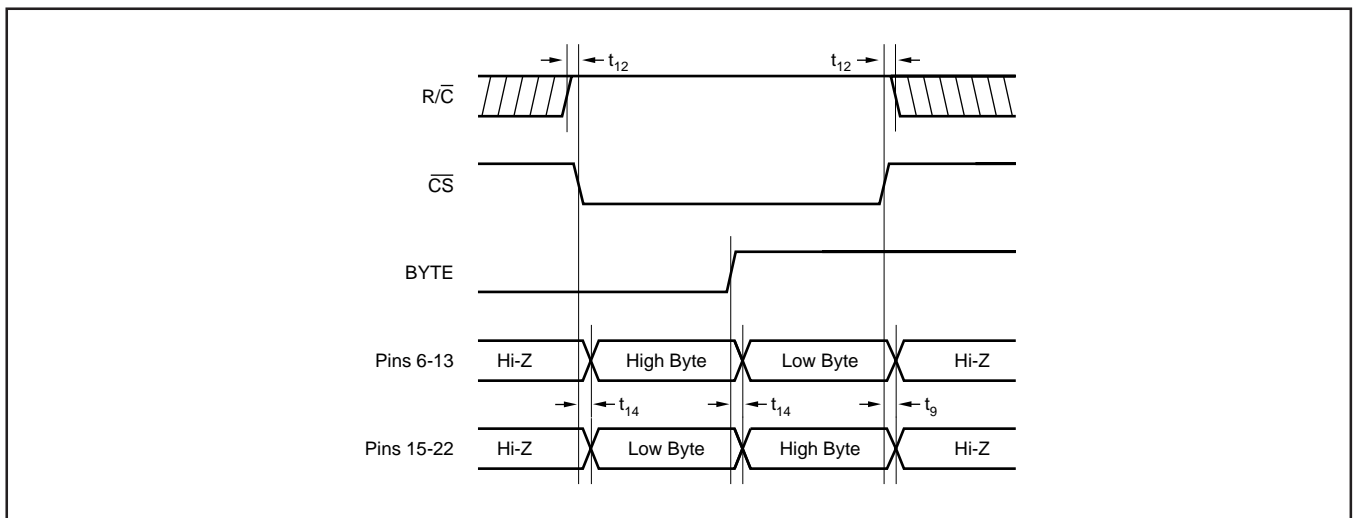 t12 t12
R/C̅
C̅S̅
BYTE
Pins 6-13 Hi-Z High Byte Low Byte Hi-Z
t14 t14 t9
Pins 15-22 Hi-Z Low Byte High Byte Hi-Z